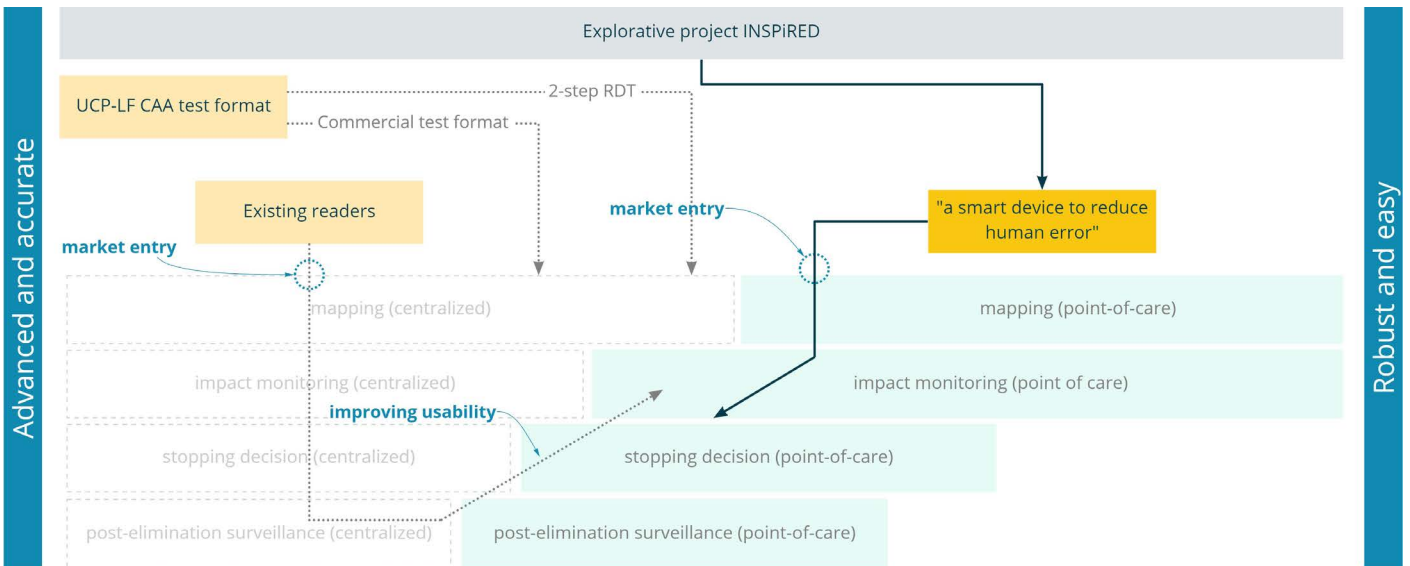 Explorative project INSPiRED
Advanced and accurate
UCP-LF CAA test format
2-step RDT
Commercial test format
Existing readers
market entry
"a smart device to reduce
human error"
market entry
mapping (centralized)
mapping (point-of-care)
impact monitoring (centralized)
impact monitoring (point of care)
improving usability
stopping decision (centralized)
stopping decision (point-of-care)
post-elimination surveillance (centralized)
post-elimination surveillance (point-of-care)
Robust and easy